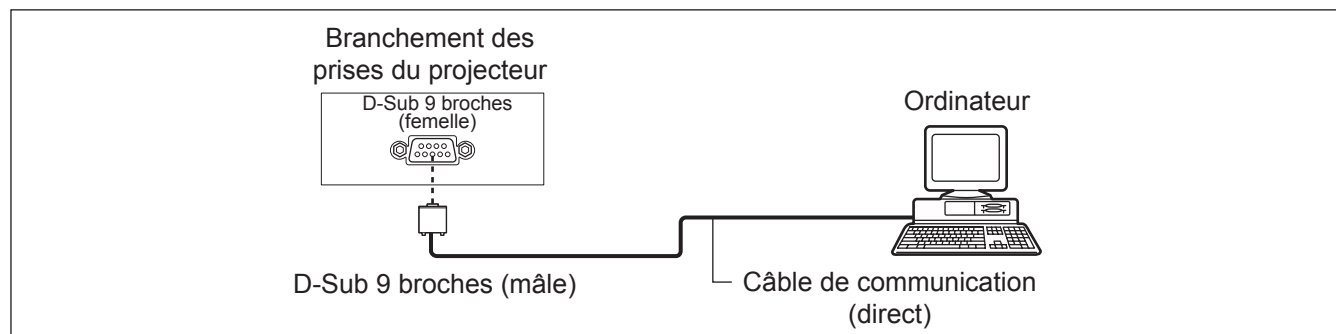 Branchement des
prises du projecteur
D-Sub 9 broches
(femelle)
Ordinateur
D-Sub 9 broches (mâle)
Câble de communication
(direct)